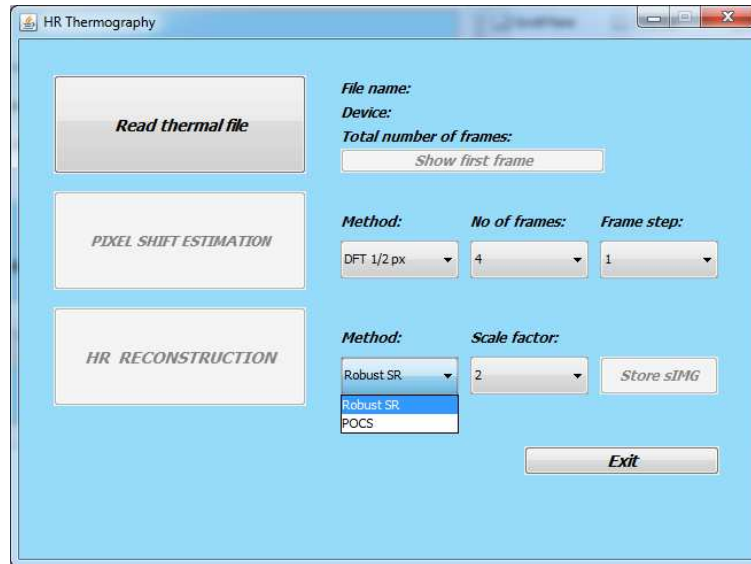 HR Thermography
Read thermal file
File name:
Device:
Total number of frames:
Show first frame
PIXEL SHIFT ESTIMATION
Method:
No of frames:
Frame step:
DFT 1/2 px
4
1
HR RECONSTRUCTION
Method:
Scale factor:
Robust SR
2
Store sIMG
Robust SR
POCS
Exit